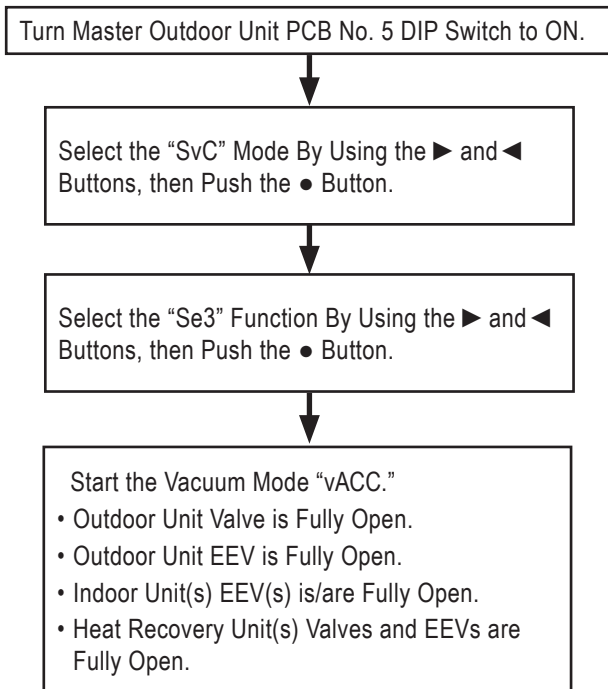 Turn Master Outdoor Unit PCB No. 5 DIP Switch to ON.
Select the “SvC” Mode By Using the ► and ◄
Buttons, then Push the ● Button.
Select the “Se3” Function By Using the ► and ◄
Buttons, then Push the ● Button.
Start the Vacuum Mode “vACC.”
• Outdoor Unit Valve is Fully Open.
• Outdoor Unit EEV is Fully Open.
• Indoor Unit(s) EEV(s) is/are Fully Open.
• Heat Recovery Unit(s) Valves and EEVs are
Fully Open.